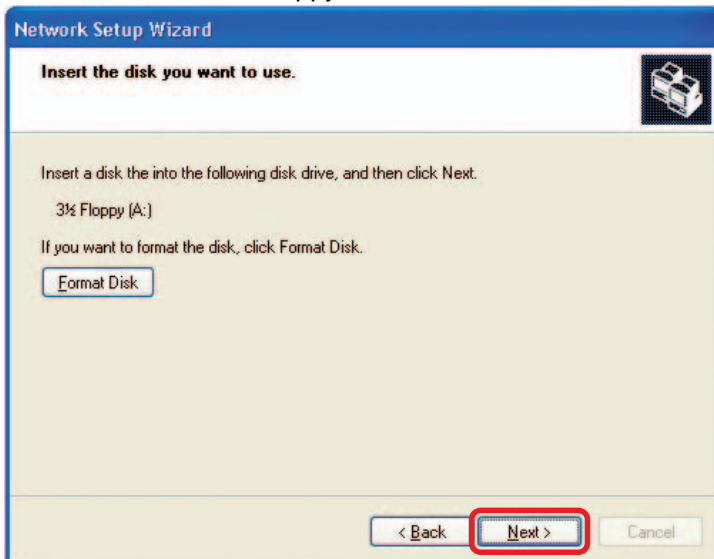 Network Setup Wizard
Insert the disk you want to use.
Insert a disk the into the following disk drive, and then click Next.
3½ Floppy (A:)
If you want to format the disk, click Format Disk.
Format Disk
< Back Next > Cancel